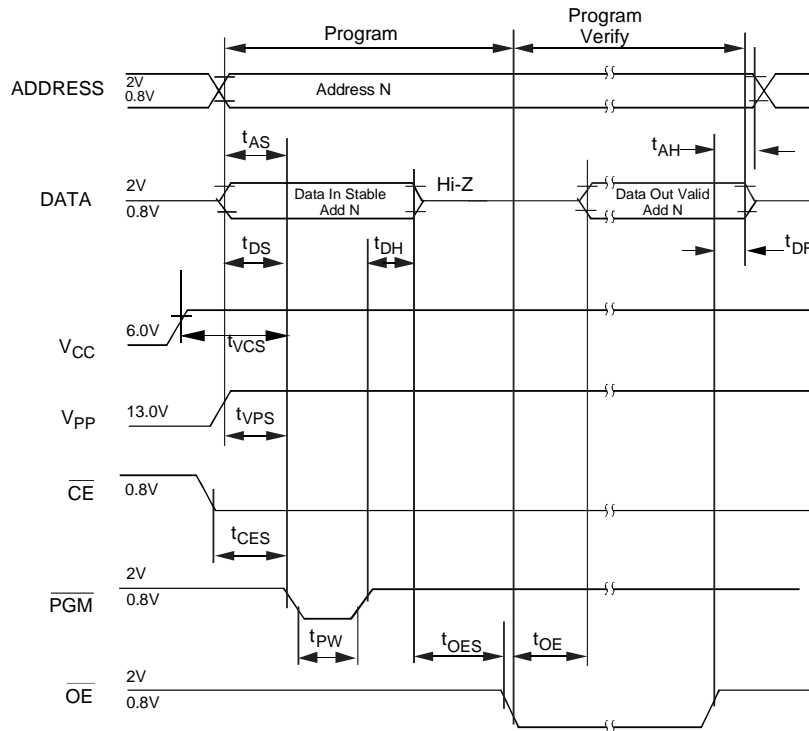 Program
Program
Verify
ADDRESS
2V
0.8V
Address N
tAS
tAH
DATA
2V
0.8V
Data In Stable
Add N
Hi-Z
Data Out Valid
Add N
tDS
tDH
tDF
VCC
6.0V
tVCS
VPP
13.0V
tVPS
CE
0.8V
tCES
PGM
2V
0.8V
tPW
tOES
tOE
OE
2V
0.8V